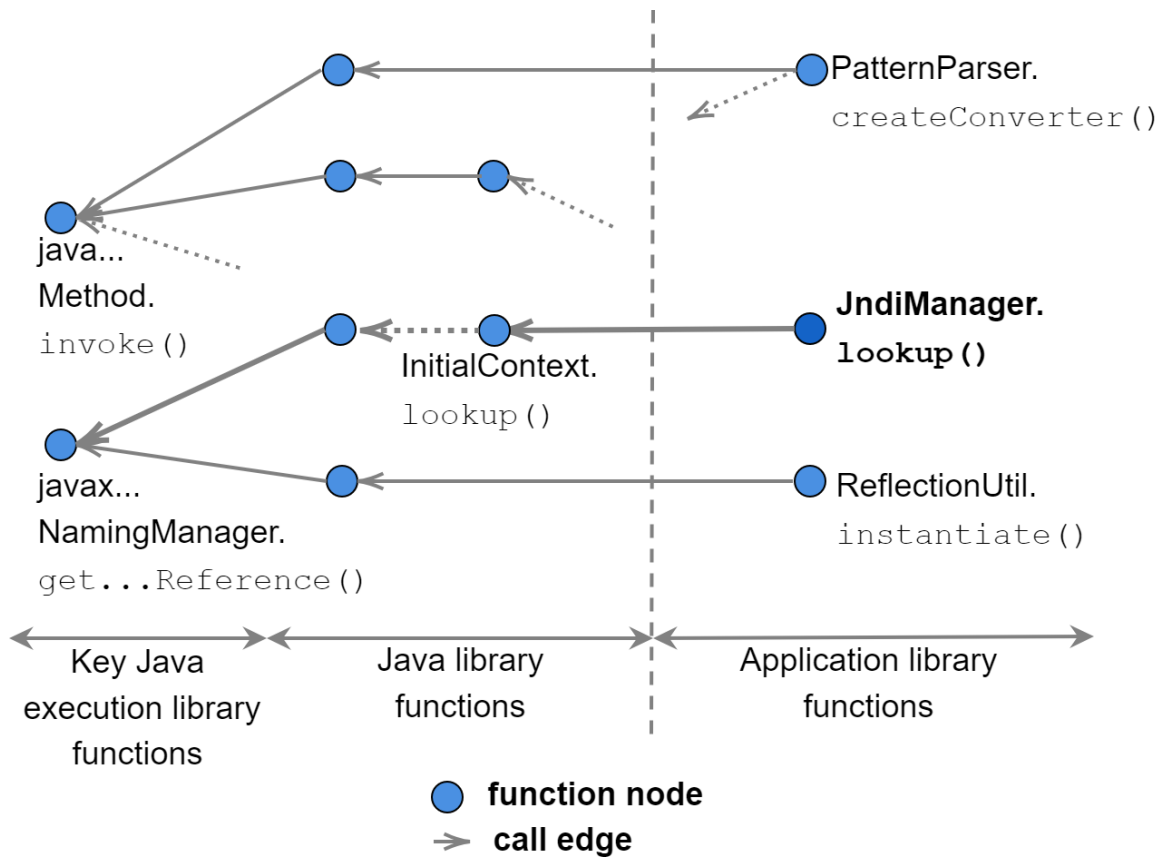 PatternParser.
createConverter()
java...
Method.
invoke()
JndiManager.
lookup()
InitialContext.
lookup()
javax...
NamingManager.
get...Reference()
ReflectionUtil.
instantiate()
Key Java
execution library
functions
Java library
functions
Application library
functions
function node
call edge